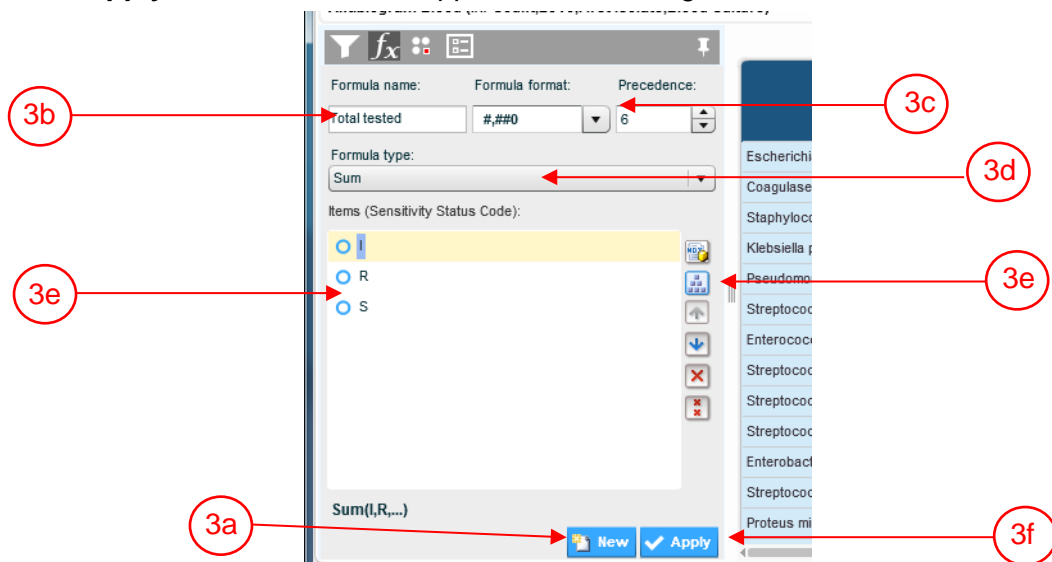 Formula name: Formula format: Precedence:
3b
3c
Total tested #,##0 6
Formula type:
Sum
3d
Items (Sensitivity Status Code):
I
R
S
3e
3e
Sum(I,R,...)
3a
New Apply
3f
Escherichi
Coagulase
Staphyloco
Klebsiella p
Pseudomo
Streptococ
Enterococc
Streptococ
Streptococ
Streptococ
Enterobact
Streptococ
Proteus mi